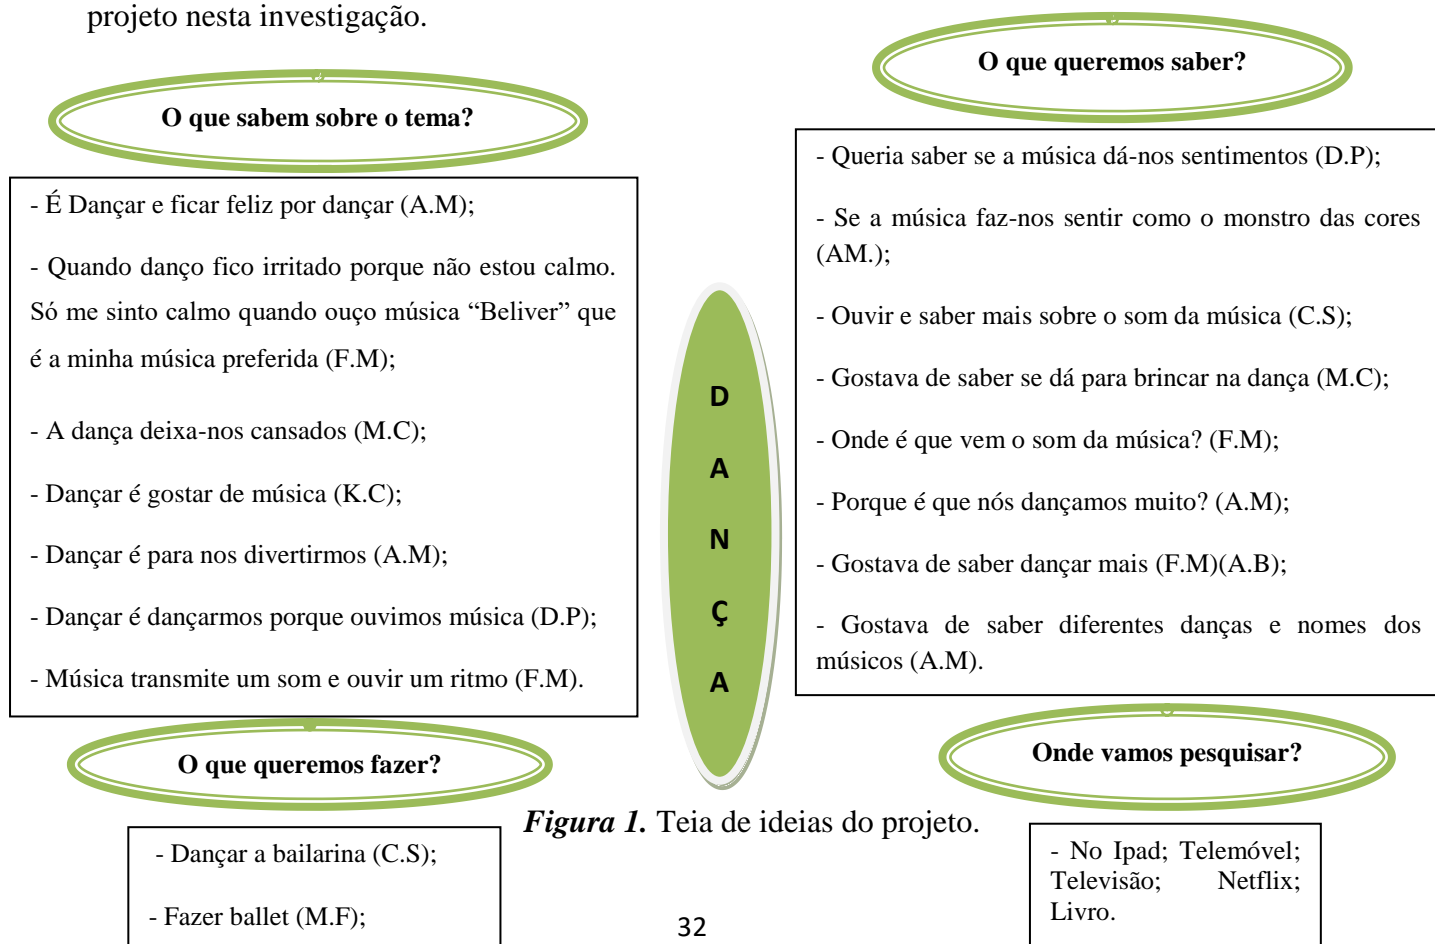 projeto nesta investigação.
O que sabem sobre o tema?
- É Dançar e ficar feliz por dançar (A.M);
- Quando danço fico irritado porque não estou calmo.
Só me sinto calmo quando ouço música “Beliver” que
é a minha música preferida (F.M);
- A dança deixa-nos cansados (M.C);
- Dançar é gostar de música (K.C);
- Dançar é para nos divertirmos (A.M);
- Dançar é dançarmos porque ouvimos música (D.P);
- Música transmite um som e ouvir um ritmo (F.M).
D
A
N
Ç
A
O que queremos saber?
- Queria saber se a música dá-nos sentimentos (D.P);
- Se a música faz-nos sentir como o monstro das cores
(AM.);
- Ouvir e saber mais sobre o som da música (C.S);
- Gostava de saber se dá para brincar na dança (M.C);
- Onde é que vem o som da música? (F.M);
- Porque é que nós dançamos muito? (A.M);
- Gostava de saber dançar mais (F.M)(A.B);
- Gostava de saber diferentes danças e nomes dos
músicos (A.M).
O que queremos fazer?
- Dançar a bailarina (C.S);
- Fazer ballet (M.F);
Onde vamos pesquisar?
- No Ipad; Telemóvel;
Televisão; Netflix;
Livro.
Figura 1. Teia de ideias do projeto.
32